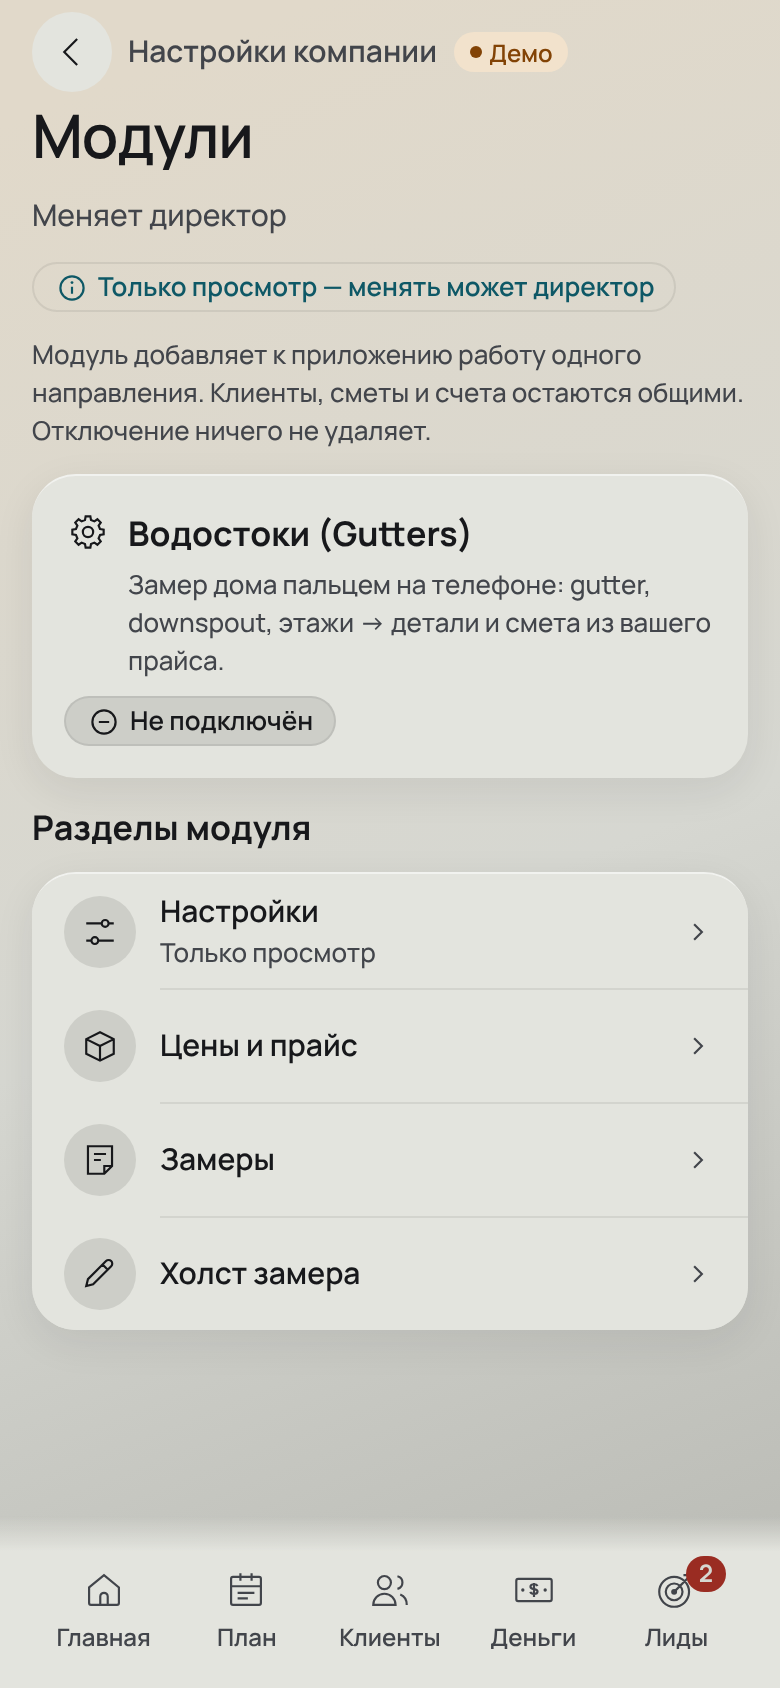 Настройки компании
Демо
Модули
Меняет директор
Только просмотр — менять может директор
Модуль добавляет к приложению работу одного
направления. Клиенты, сметы и счета остаются общими.
Отключение ничего не удаляет.
Водостоки (Gutters)
Замер дома пальцем на телефоне: gutter,
downspout, этажи → детали и смета из вашего
прайса.
Не подключён
Разделы модуля
Настройки
Только просмотр
Цены и прайс
Замеры
Холст замера
2
Главная
План
Клиенты
Деньги
Лиды